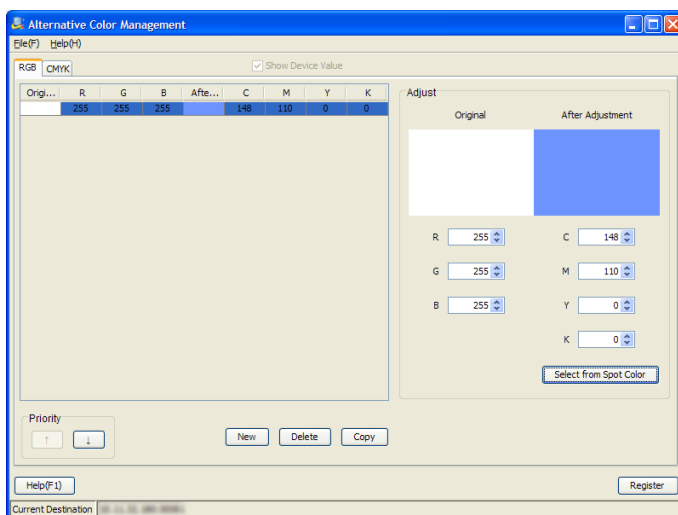 Alternative Color Management
File(F) Help(H)
RGB CMYK Show Device Value
Origi... R G B Afte... C M Y K
255 255 255 148 110 0 0
Adjust
Original After Adjustment
R 255 C 148
G 255 M 110
B 255 Y 0
K 0
Select from Spot Color
Priority
↑ ↓ New Delete Copy
Help(F1) Register
Current Destination